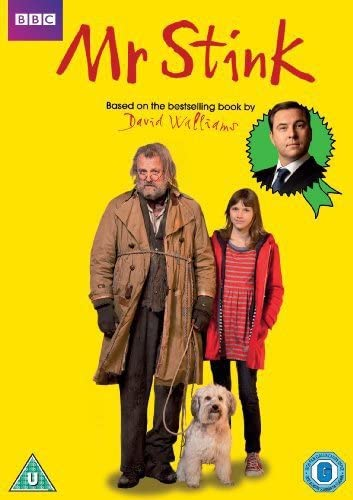 BBC
Mr Stink
Based on the bestselling book by
David Walliams
U